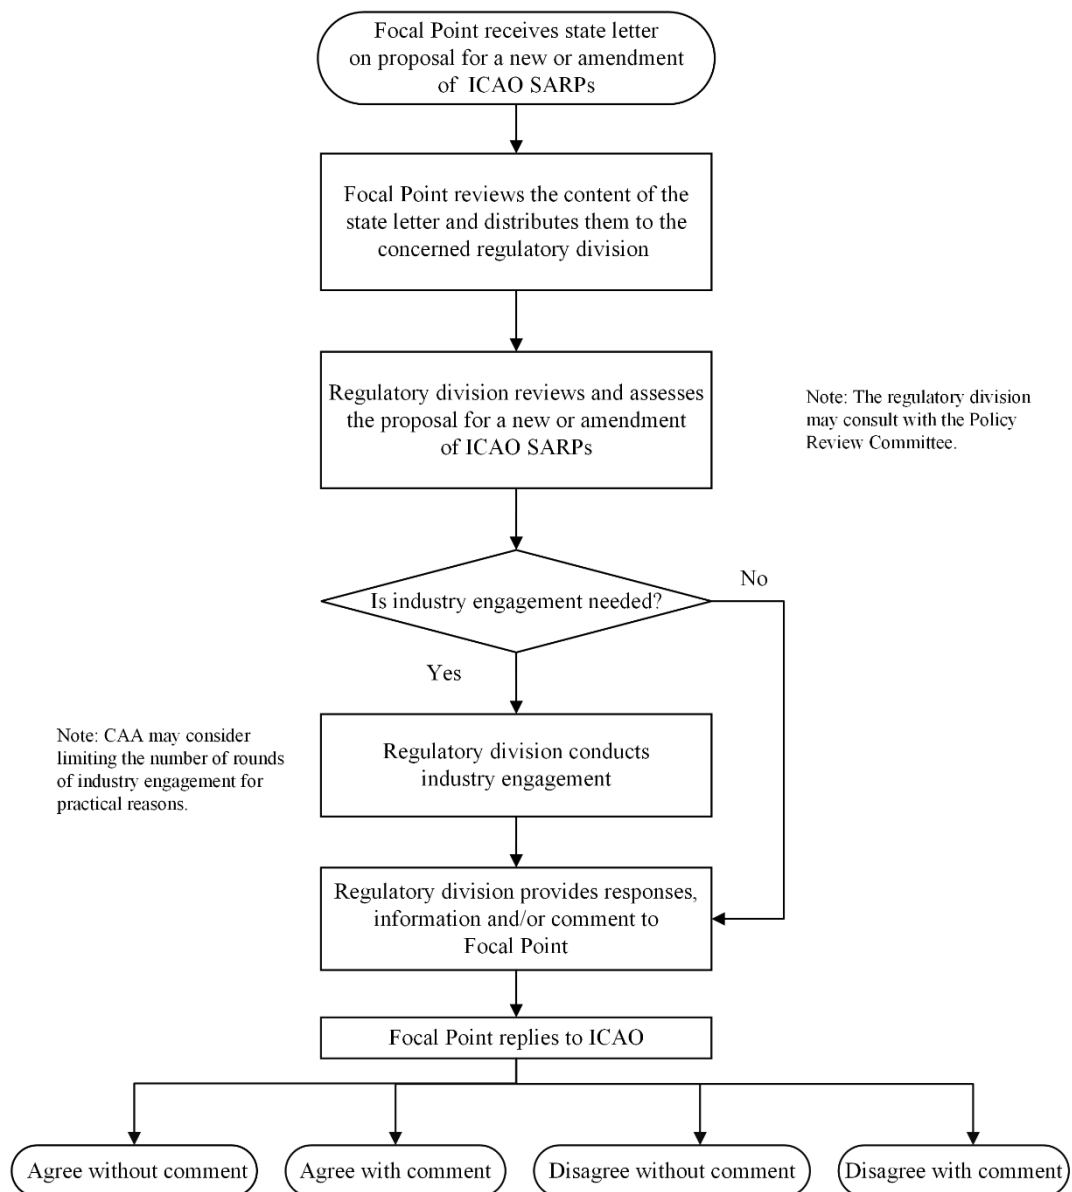 Focal Point receives state letter
on proposal for a new or amendment
of ICAO SARPs
Focal Point reviews the content of the
state letter and distributes them to the
concerned regulatory division
Regulatory division reviews and assesses
the proposal for a new or amendment
of ICAO SARPs
Note: The regulatory division
may consult with the Policy
Review Committee.
Is industry engagement needed?
No
Yes
Note: CAA may consider
limiting the number of rounds
of industry engagement for
practical reasons.
Regulatory division conducts
industry engagement
Regulatory division provides responses,
information and/or comment to
Focal Point
Focal Point replies to ICAO
Agree without comment
Agree with comment
Disagree without comment
Disagree with comment